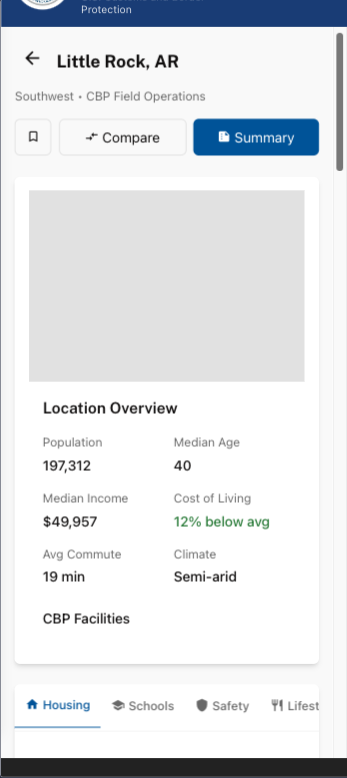 Protection
Little Rock, AR
Southwest • CBP Field Operations
Compare
Summary
Location Overview
Population
Median Age
197,312
40
Median Income
Cost of Living
$49,957
12% below avg
Avg Commute
Climate
19 min
Semi-arid
CBP Facilities
Housing
Schools
Safety
Lifest